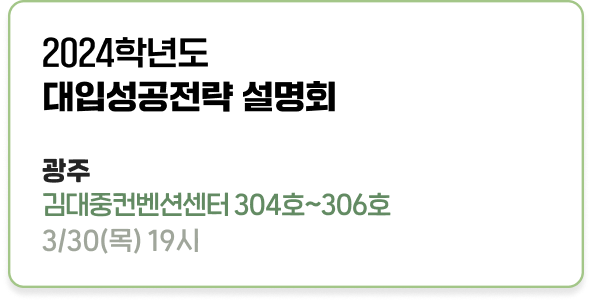 2024학년도
대입성공전략 설명회
광주
김대중컨벤션센터 304호~306호
3/30(목) 19시